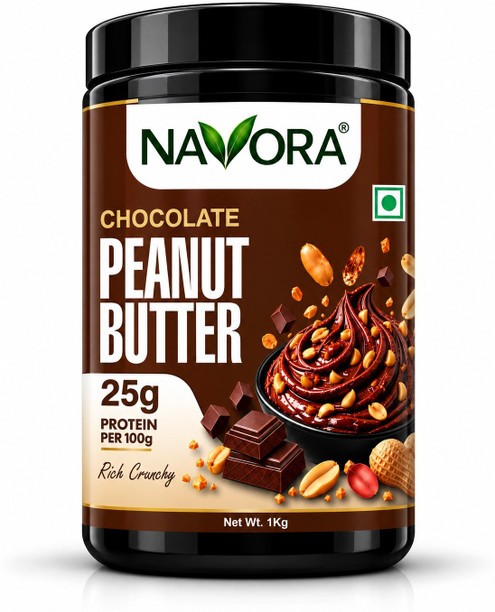 NAVORA®
CHOCOLATE
PEANUT
BUTTER
25g
PROTEIN
PER 100g
Rich Crunchy
Net Wt. 1Kg